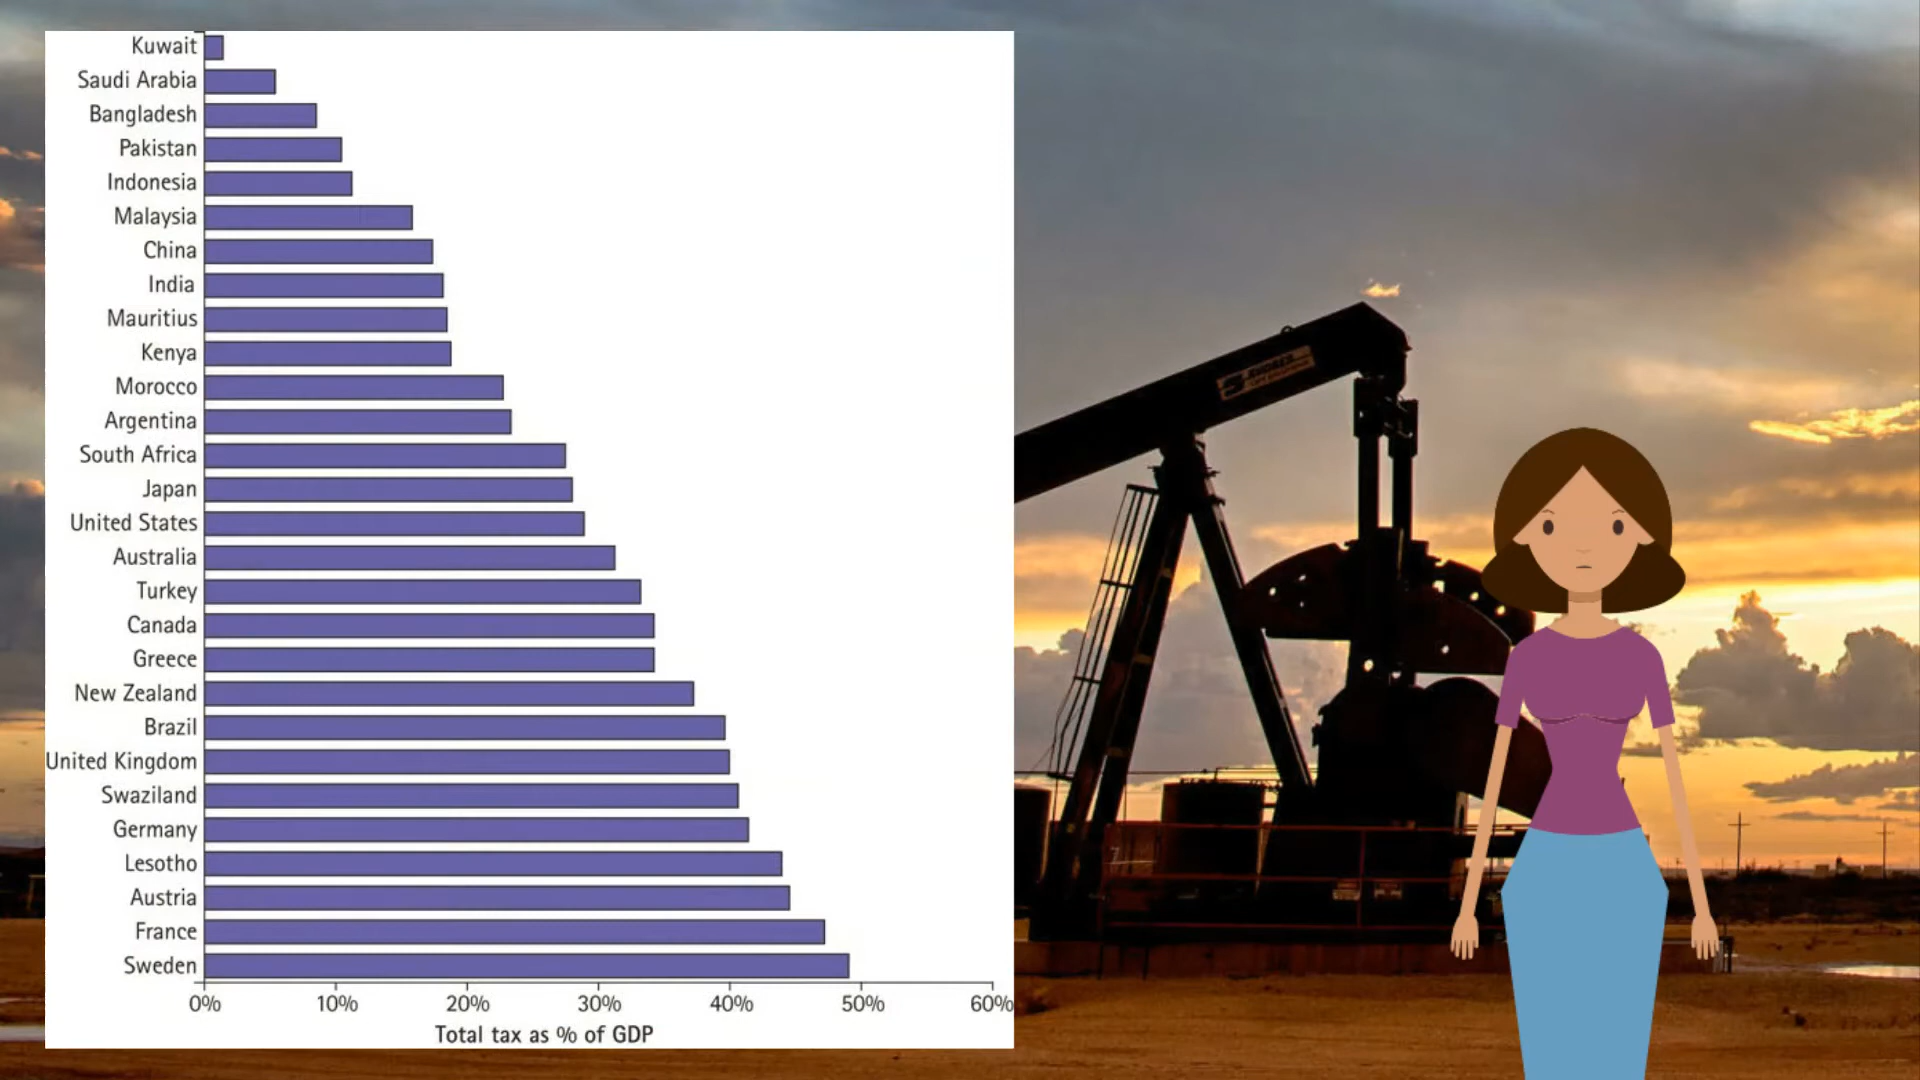 Kuwait
Saudi Arabia
Bangladesh
Pakistan
Indonesia
Malaysia
China
India
Mauritius
Kenya
Morocco
Argentina
South Africa
Japan
United States
Australia
Turkey
Canada
Greece
New Zealand
Brazil
United Kingdom
Swaziland
Germany
Lesotho
Austria
France
Sweden
0% 10% 20% 30% 40% 50% 60%
Total tax as % of GDP